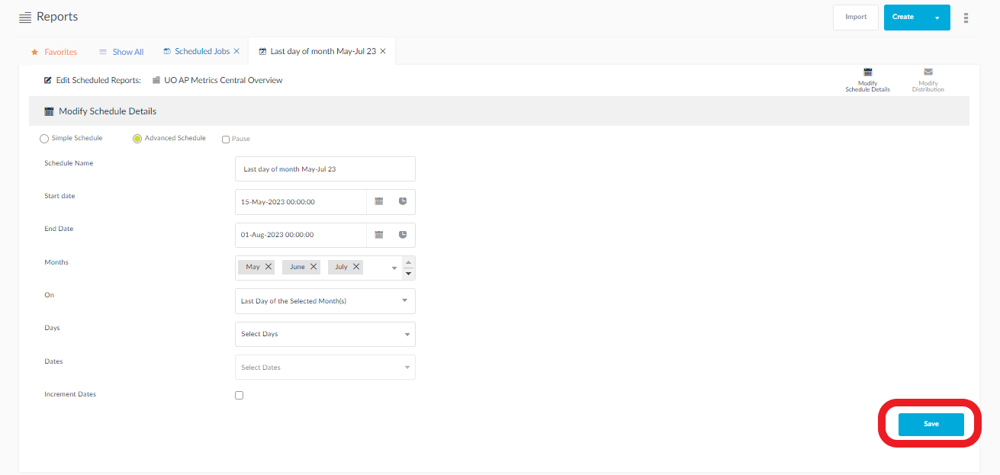 Reports
Import
Create
Favorites
Show All
Scheduled Jobs
Last day of month May-Jul 23
Edit Scheduled Reports: UO AP Metrics Central Overview
Modify
Schedule Details
Modify
Distribution
Modify Schedule Details
Simple Schedule
Advanced Schedule
Pause
Schedule Name
Last day of month May-Jul 23
Start date
15-May-2023 00:00:00
End Date
01-Aug-2023 00:00:00
Months
May
June
July
On
Last Day of the Selected Month(s)
Days
Select Days
Dates
Select Dates
Increment Dates
Save